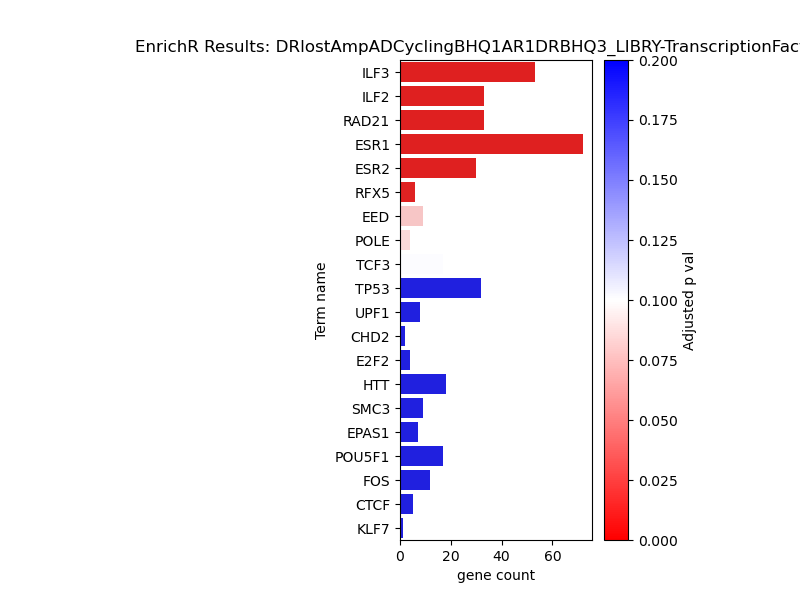 EnrichR Results: DRlostAmpADCyclingBHQ1AR1DRBHQ3_LIBRY-TranscriptionFac
ILF3
ILF2
RAD21
ESR1
ESR2
RFX5
EED
POLE
TCF3
TP53
UPF1
CHD2
E2F2
HTT
SMC3
EPAS1
POU5F1
FOS
CTCF
KLF7
Term name
0 20 40 60
gene count
0.200
0.175
0.150
0.125
0.100
0.075
0.050
0.025
0.000
Adjusted p val